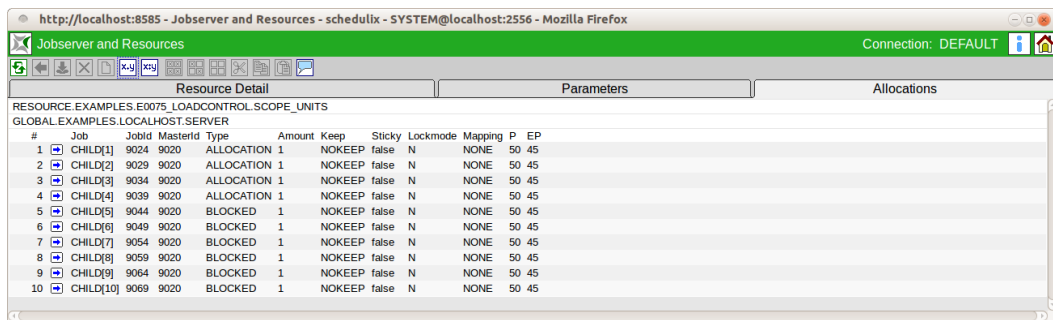 http://localhost:8585 - Jobserver and Resources - schedulix - SYSTEM@localhost:2556 - Mozilla Firefox
Jobserver and Resources Connection: DEFAULT
x.y x:y
Resource Detail Parameters Allocations
RESOURCE.EXAMPLES.E0075_LOADCONTROL.SCOPE_UNITS
GLOBAL.EXAMPLES.LOCALHOST.SERVER
# Job JobId MasterId Type Amount Keep Sticky Lockmode Mapping P EP
1 CHILD[1] 9024 9020 ALLOCATION 1 NOKEEP false N NONE 50 45
2 CHILD[2] 9029 9020 ALLOCATION 1 NOKEEP false N NONE 50 45
3 CHILD[3] 9034 9020 ALLOCATION 1 NOKEEP false N NONE 50 45
4 CHILD[4] 9039 9020 ALLOCATION 1 NOKEEP false N NONE 50 45
5 CHILD[5] 9044 9020 BLOCKED 1 NOKEEP false N NONE 50 45
6 CHILD[6] 9049 9020 BLOCKED 1 NOKEEP false N NONE 50 45
7 CHILD[7] 9054 9020 BLOCKED 1 NOKEEP false N NONE 50 45
8 CHILD[8] 9059 9020 BLOCKED 1 NOKEEP false N NONE 50 45
9 CHILD[9] 9064 9020 BLOCKED 1 NOKEEP false N NONE 50 45
10 CHILD[10] 9069 9020 BLOCKED 1 NOKEEP false N NONE 50 45